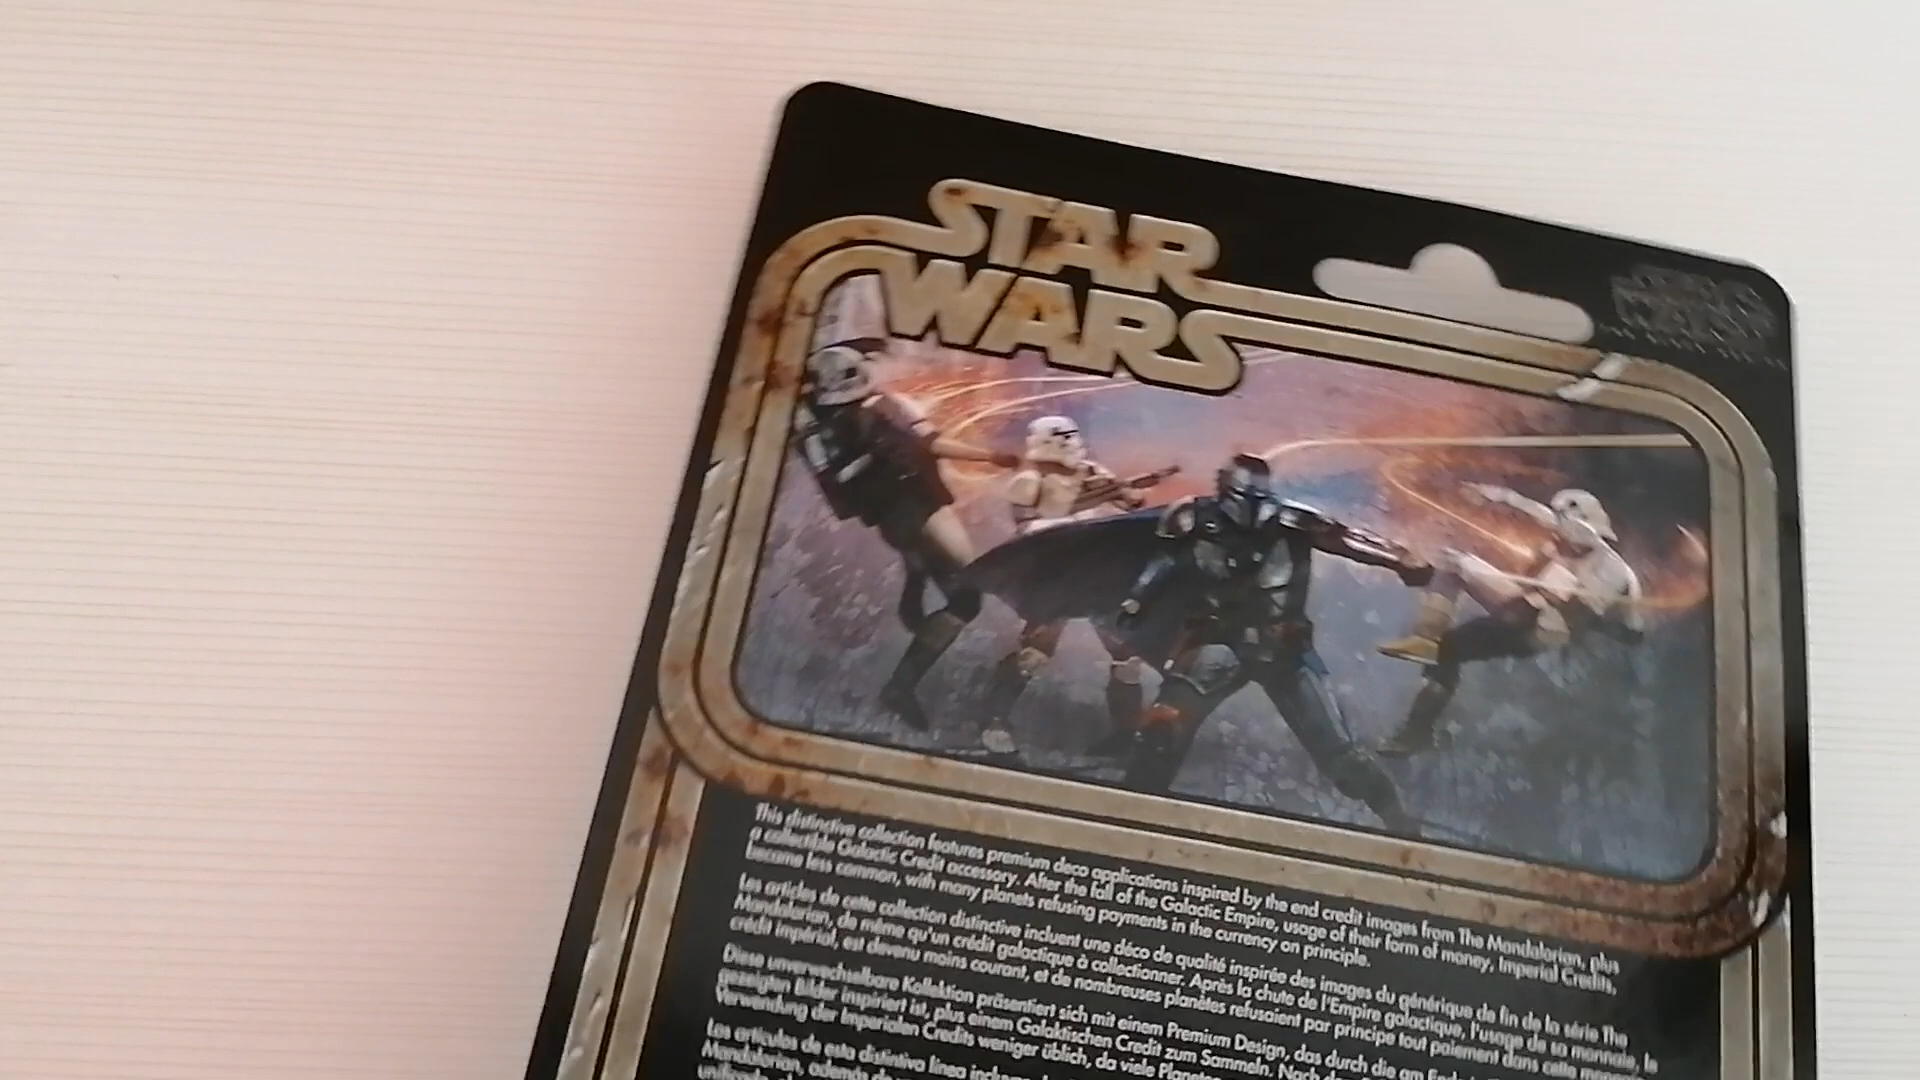 STAR
WARS
This distinctive collection features premium deco applications inspired by the end credit images from The Mandalorian, plus
a collectible Galactic Credit accessory. After the fall of the Galactic Empire, usage of their form of money, Imperial Credits,
became less common, with many planets refusing payments in the currency on principle.
Les articles de cette collection distinctive incluent une déco de qualité inspirée des images du générique de fin de la série The
Mandalorian, de même qu'un crédit galactique à collectionner. Après la chute de l'Empire galactique, l'usage de sa monnaie, le
crédit impérial, est devenu moins courant, et de nombreuses planètes refusaient par principe tout paiement dans cette
Diese unverwechselbare Kollektion präsentiert sich mit einem Premium Design, das durch die am
gezeigten Bilder inspiriert ist, plus einem Galaktischen Credit zum Sammeln. Nach
Verwendung der Imperialen Credits weniger üblich, da viele
Los artículos de esta distintiva línea
Mandalorian, además de